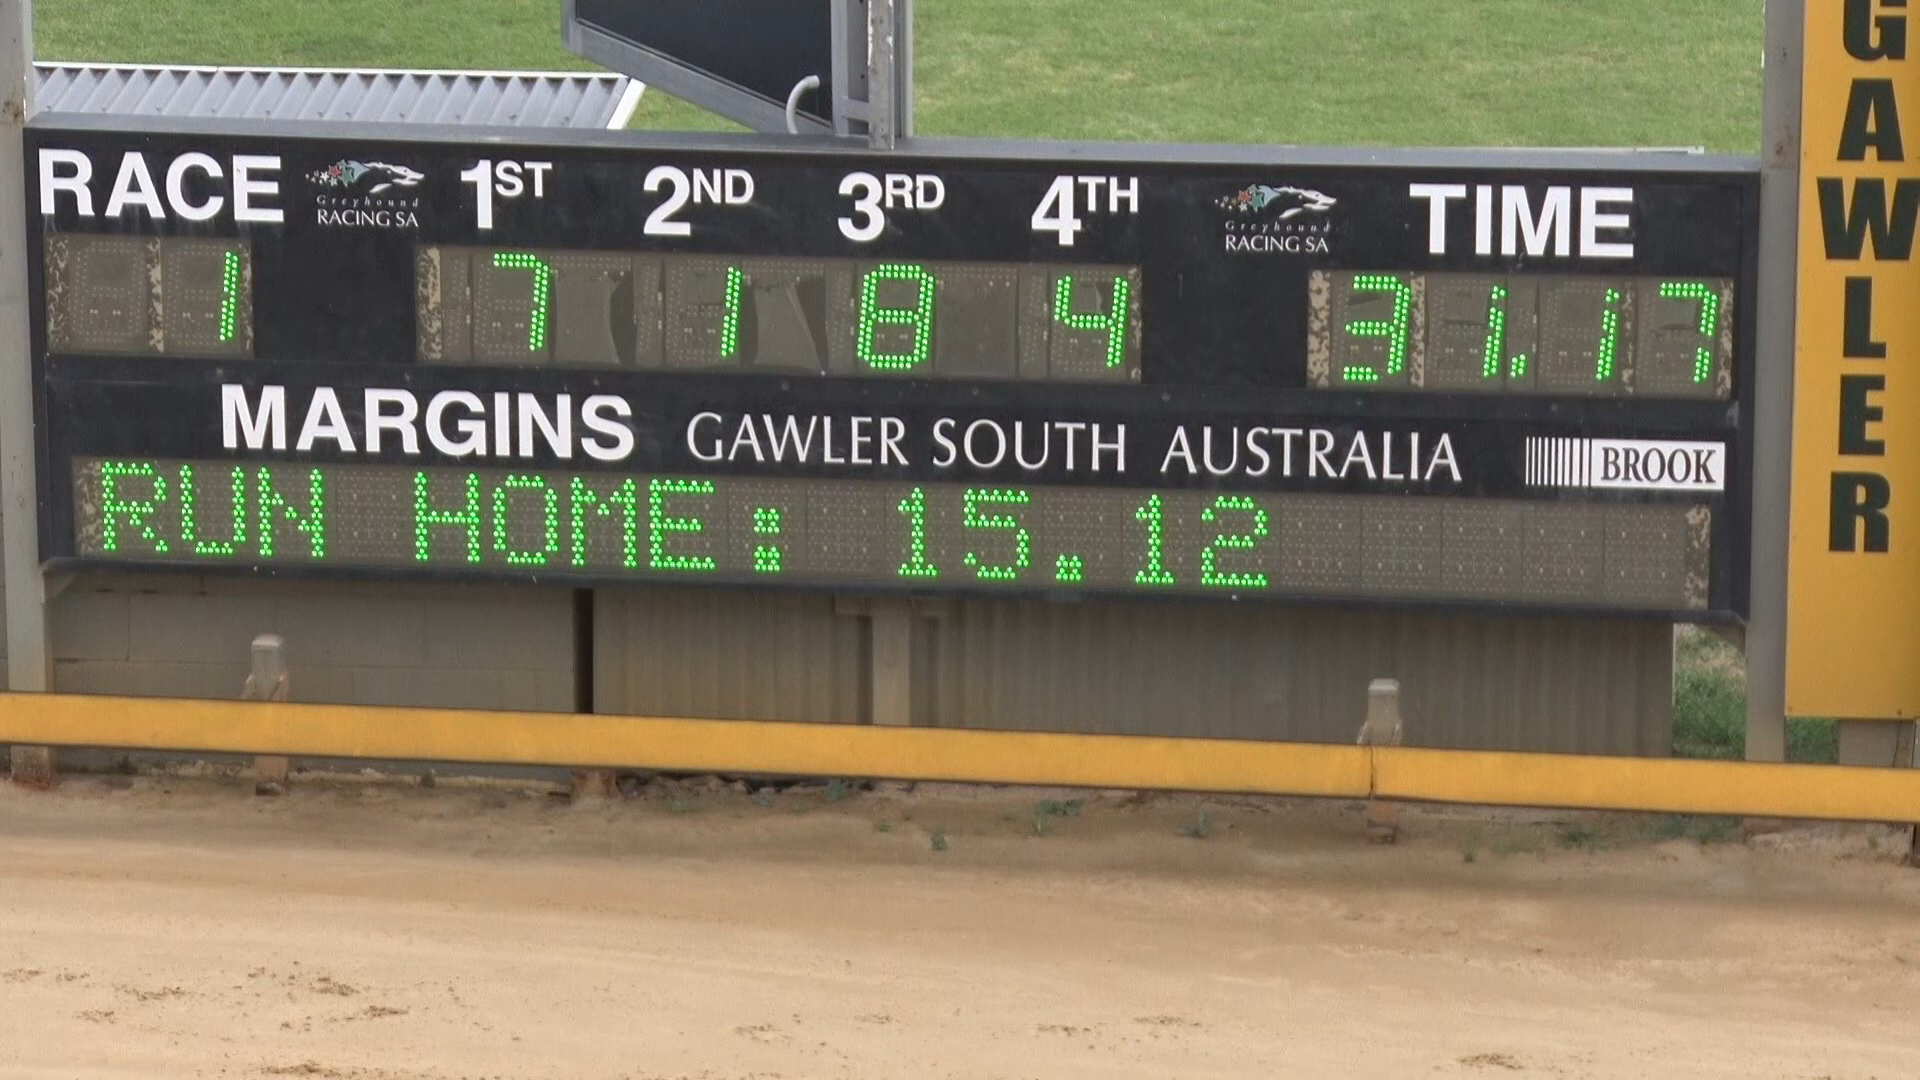 RACE Greyhound RACING SA 1ST 2ND 3RD 4TH Greyhound RACING SA TIME
1 7 1 8 4 31.17
MARGINS GAWLER SOUTH AUSTRALIA BROOK
RUN HOME: 15.12
GAWLER